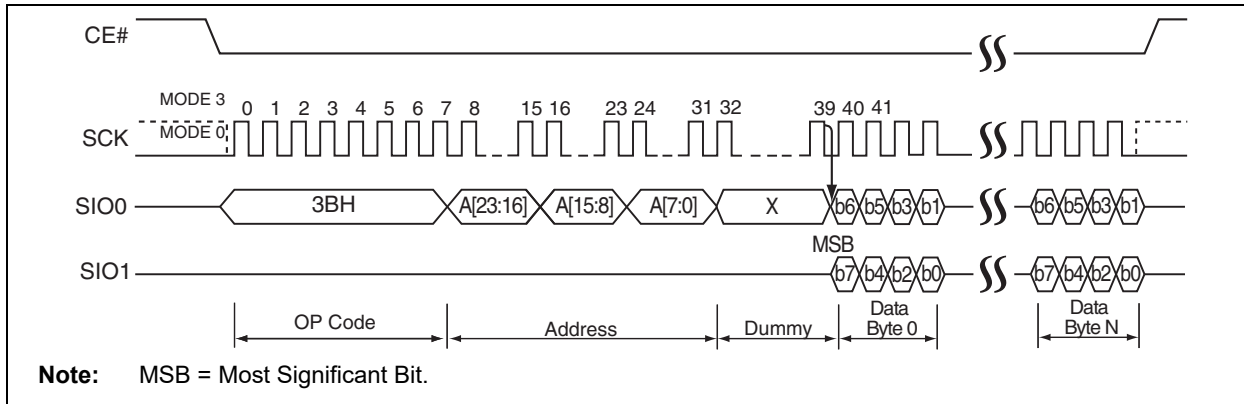 CE#
MODE 3
0 1 2 3 4 5 6 7 8 15 16 23 24 31 32 39 40 41
SCK
MODE 0
SIO0
3BH A[23:16] A[15:8] A[7:0] X b6 b5 b3 b1 b6 b5 b3 b1
MSB
SIO1
b7 b4 b2 b0 b7 b4 b2 b0
OP Code Address Dummy Data Byte 0 Data Byte N
Note: MSB = Most Significant Bit.